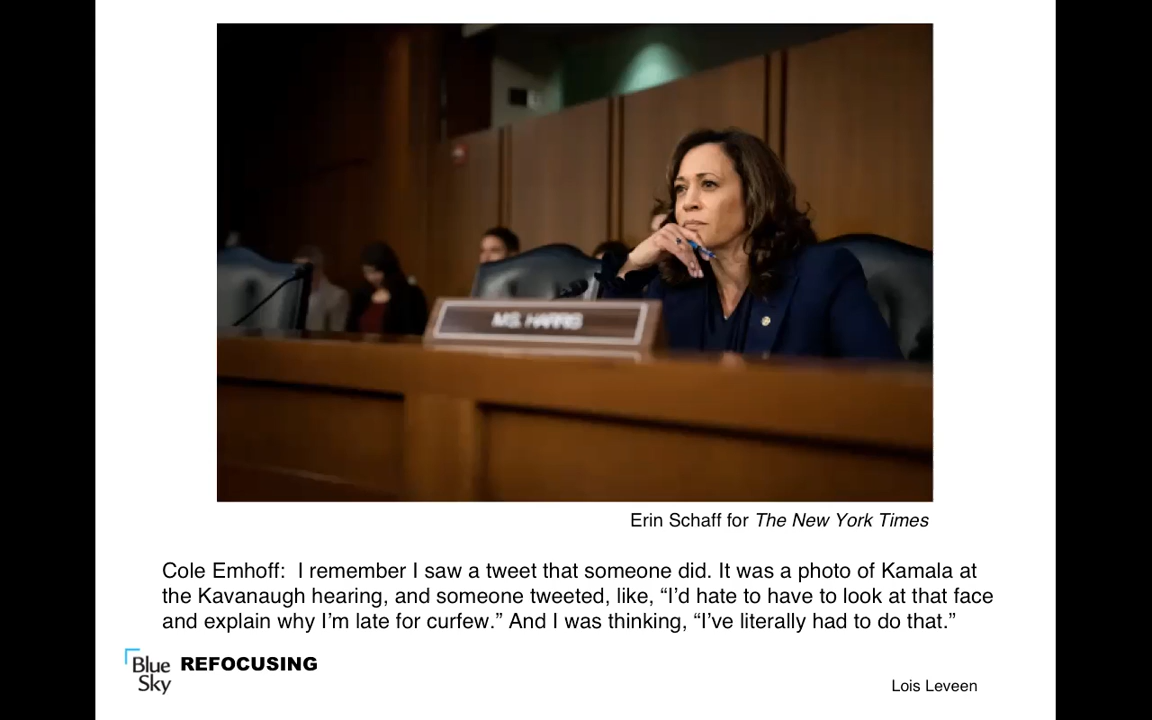 MS. HARRIS
Erin Schaff for The New York Times
Cole Emhoff:  I remember I saw a tweet that someone did. It was a photo of Kamala at
the Kavanaugh hearing, and someone tweeted, like, “I’d hate to have to look at that face
and explain why I’m late for curfew.” And I was thinking, “I’ve literally had to do that.”
Blue
Sky
REFOCUSING
Lois Leveen